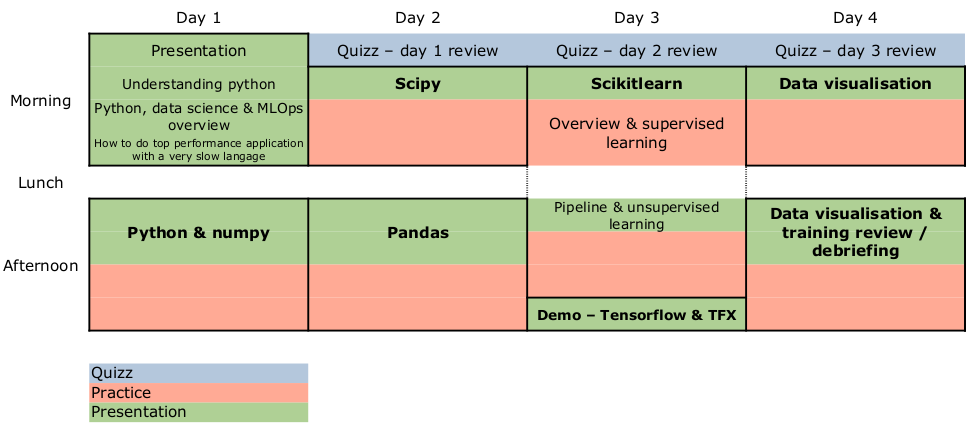 Day 1
Day 2
Day 3
Day 4
Presentation
Quizz – day 1 review
Quizz – day 2 review
Quizz – day 3 review
Morning
Understanding python
Scipy
Scikitlearn
Data visualisation
Python, data science & MLOps
overview
How to do top performance application
with a very slow langage
Overview & supervised
learning
Lunch
Afternoon
Python & numpy
Pandas
Pipeline & unsupervised
learning
Data visualisation &
training review /
debriefing
Demo – Tensorflow & TFX
Quizz
Practice
Presentation